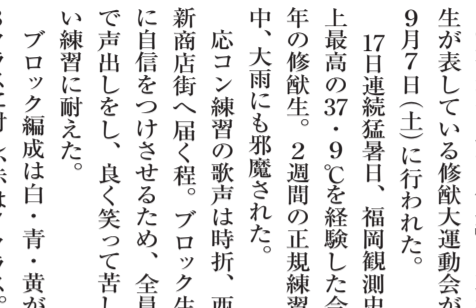 生が表している修猷大運動会が
9月7日（土）に行われた。
17日連続猛暑日、福岡観測史
上最高の37・9℃を経験した会
年の修猷生。2週間の正規練習
中、大雨にも邪魔された。
応コン練習の歌声は時折、西
新商店街へ届く程。ブロック生
に自信をつけさせるため、全員
で声出しをし、良く笑って苦し
い練習に耐えた。
ブロック編成は白・青・黄が